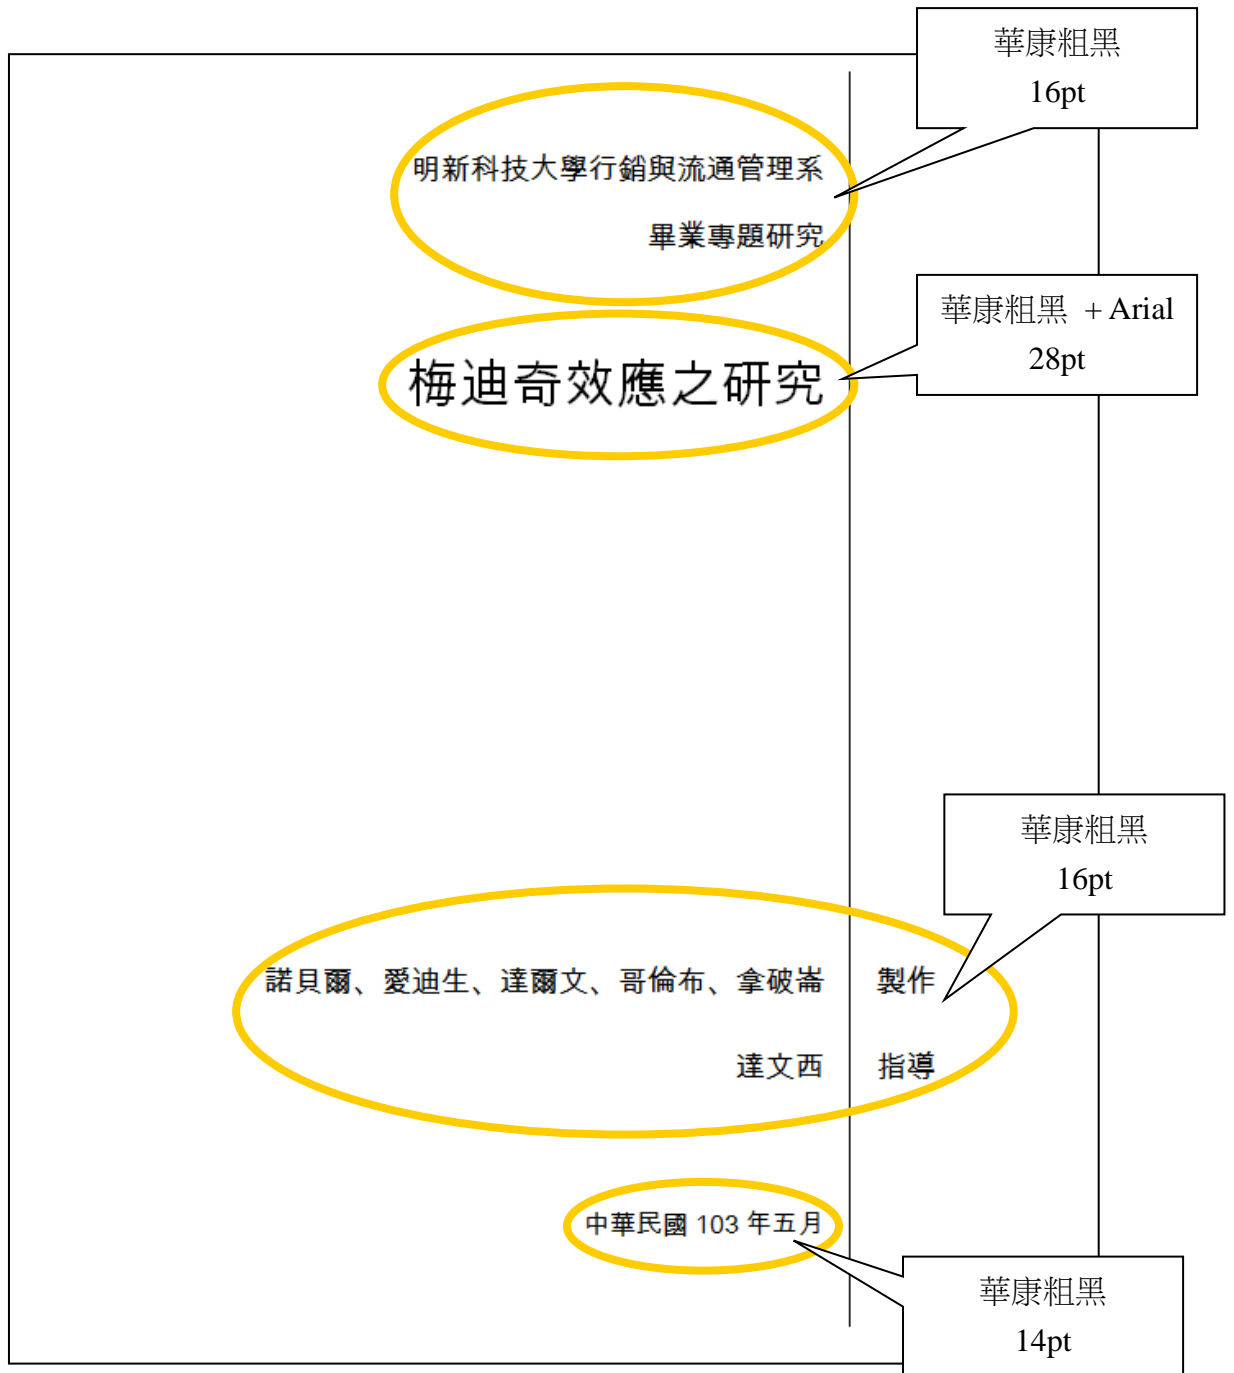 華康粗黑
16pt
明新科技大學行銷與流通管理系
畢業專題研究
華康粗黑 + Arial
28pt
梅迪奇效應之研究
華康粗黑
16pt
諾貝爾、愛迪生、達爾文、哥倫布、拿破崙 製作
達文西 指導
中華民國 103 年五月
華康粗黑
14pt